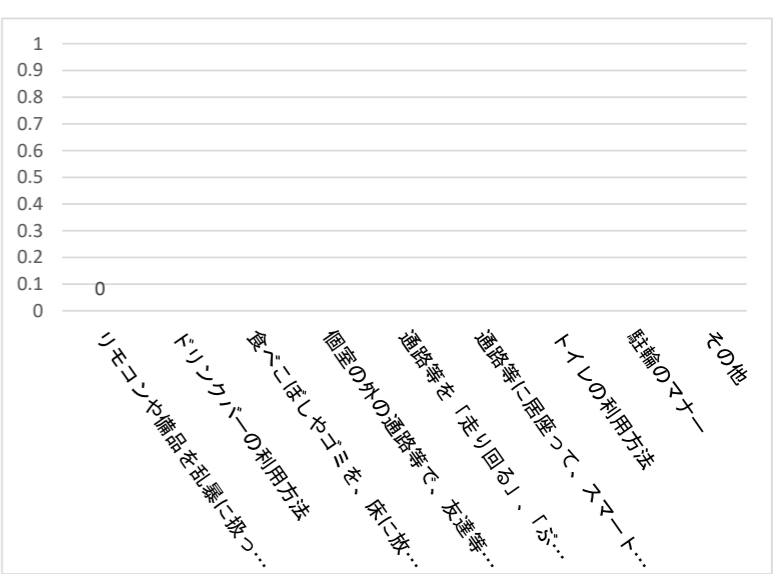 1
0.9
0.8
0.7
0.6
0.5
0.4
0.3
0.2
0.1
0
0
リモコンや備品を乱暴に扱っ…
ドリンクバーの利用方法
食べこぼしやゴミを、床に放…
個室の外の通路等で、友達等…
通路等を「走り回る」、「ぶ…
通路等に居座って、スマート…
トイレの利用方法
駐輪のマナー
その他